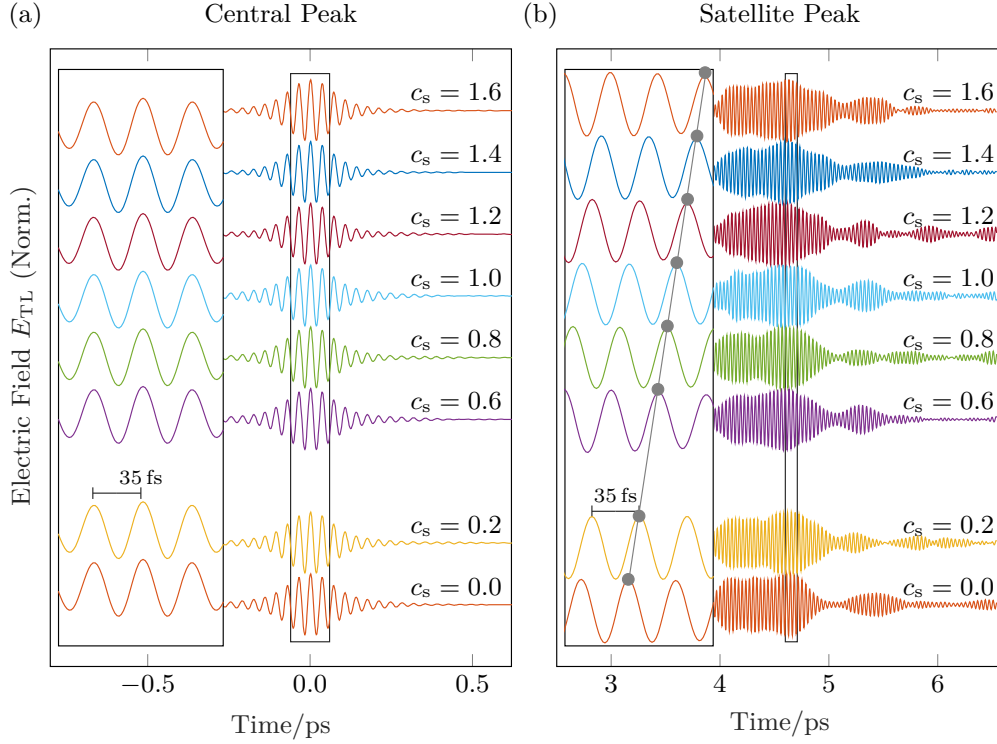 (a) Central Peak
Electric Field E_TL (Norm.)
c_s = 1.6
c_s = 1.4
c_s = 1.2
c_s = 1.0
c_s = 0.8
c_s = 0.6
35 fs
c_s = 0.2
c_s = 0.0
−0.5 0.0 0.5
Time/ps
(b) Satellite Peak
c_s = 1.6
c_s = 1.4
c_s = 1.2
c_s = 1.0
c_s = 0.8
c_s = 0.6
35 fs
c_s = 0.2
c_s = 0.0
3 4 5 6
Time/ps